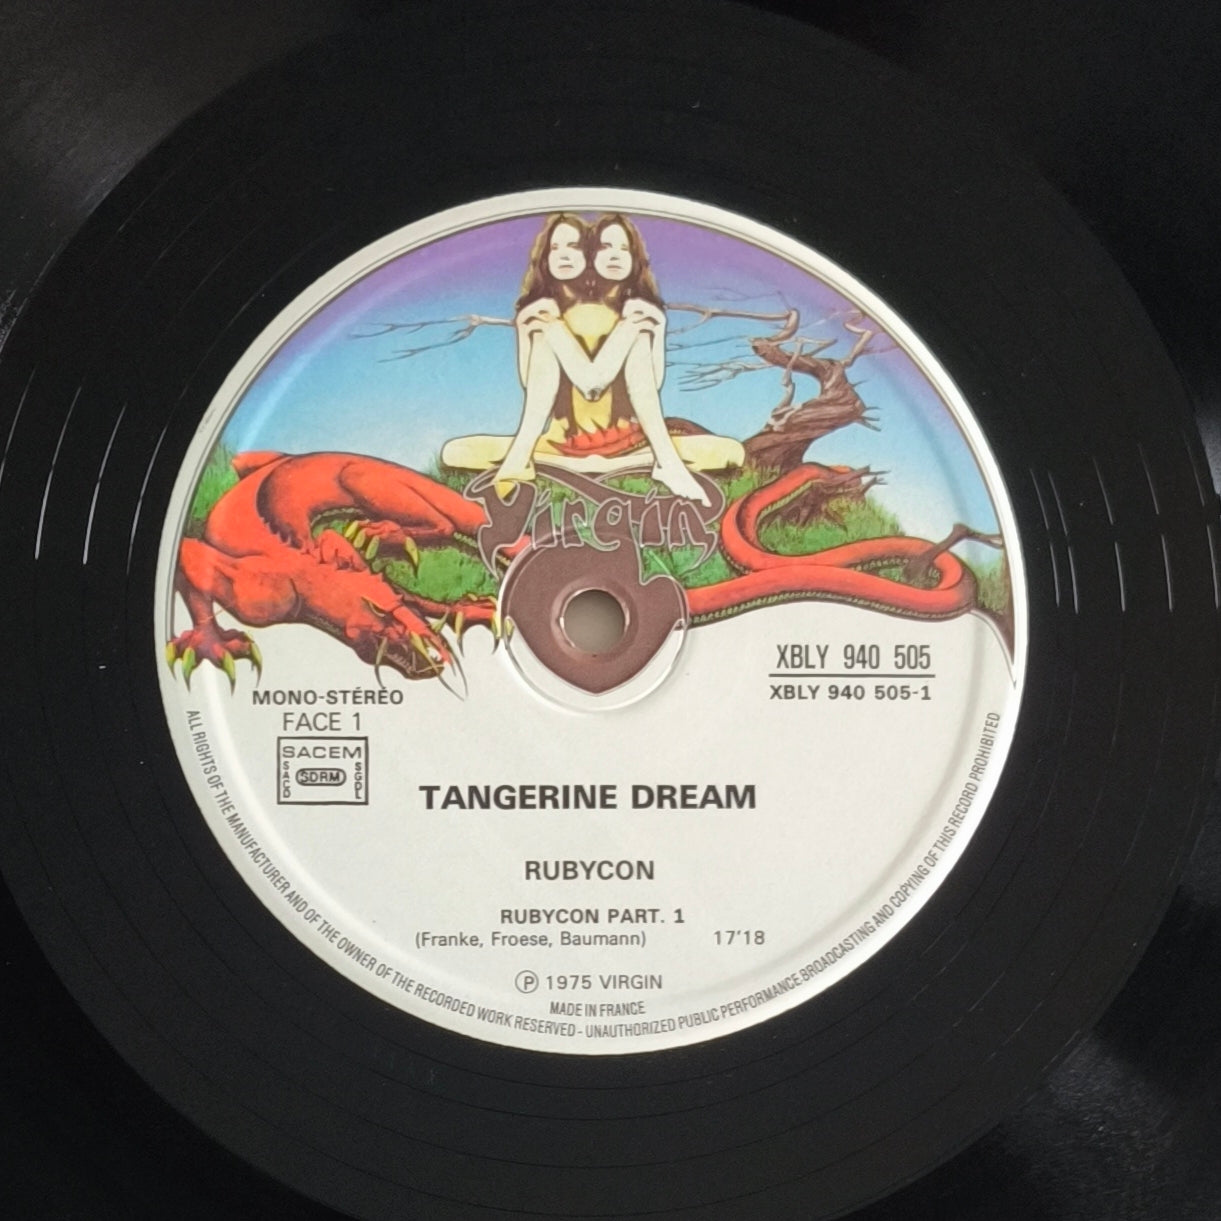 Virgin
XBLY 940 505
XBLY 940 505-1
MONO-STÉRÉO
FACE 1
SACEM
SACD
SDRM
SGDL
TANGERINE DREAM
RUBYCON
RUBYCON PART. 1
(Franke, Froese, Baumann) 17'18
Ⓟ 1975 VIRGIN
MADE IN FRANCE
ALL RIGHTS OF THE MANUFACTURER AND OF THE OWNER OF THE RECORDED WORK RESERVED - UNAUTHORIZED PUBLIC PERFORMANCE BROADCASTING AND COPYING OF THIS RECORD PROHIBITED